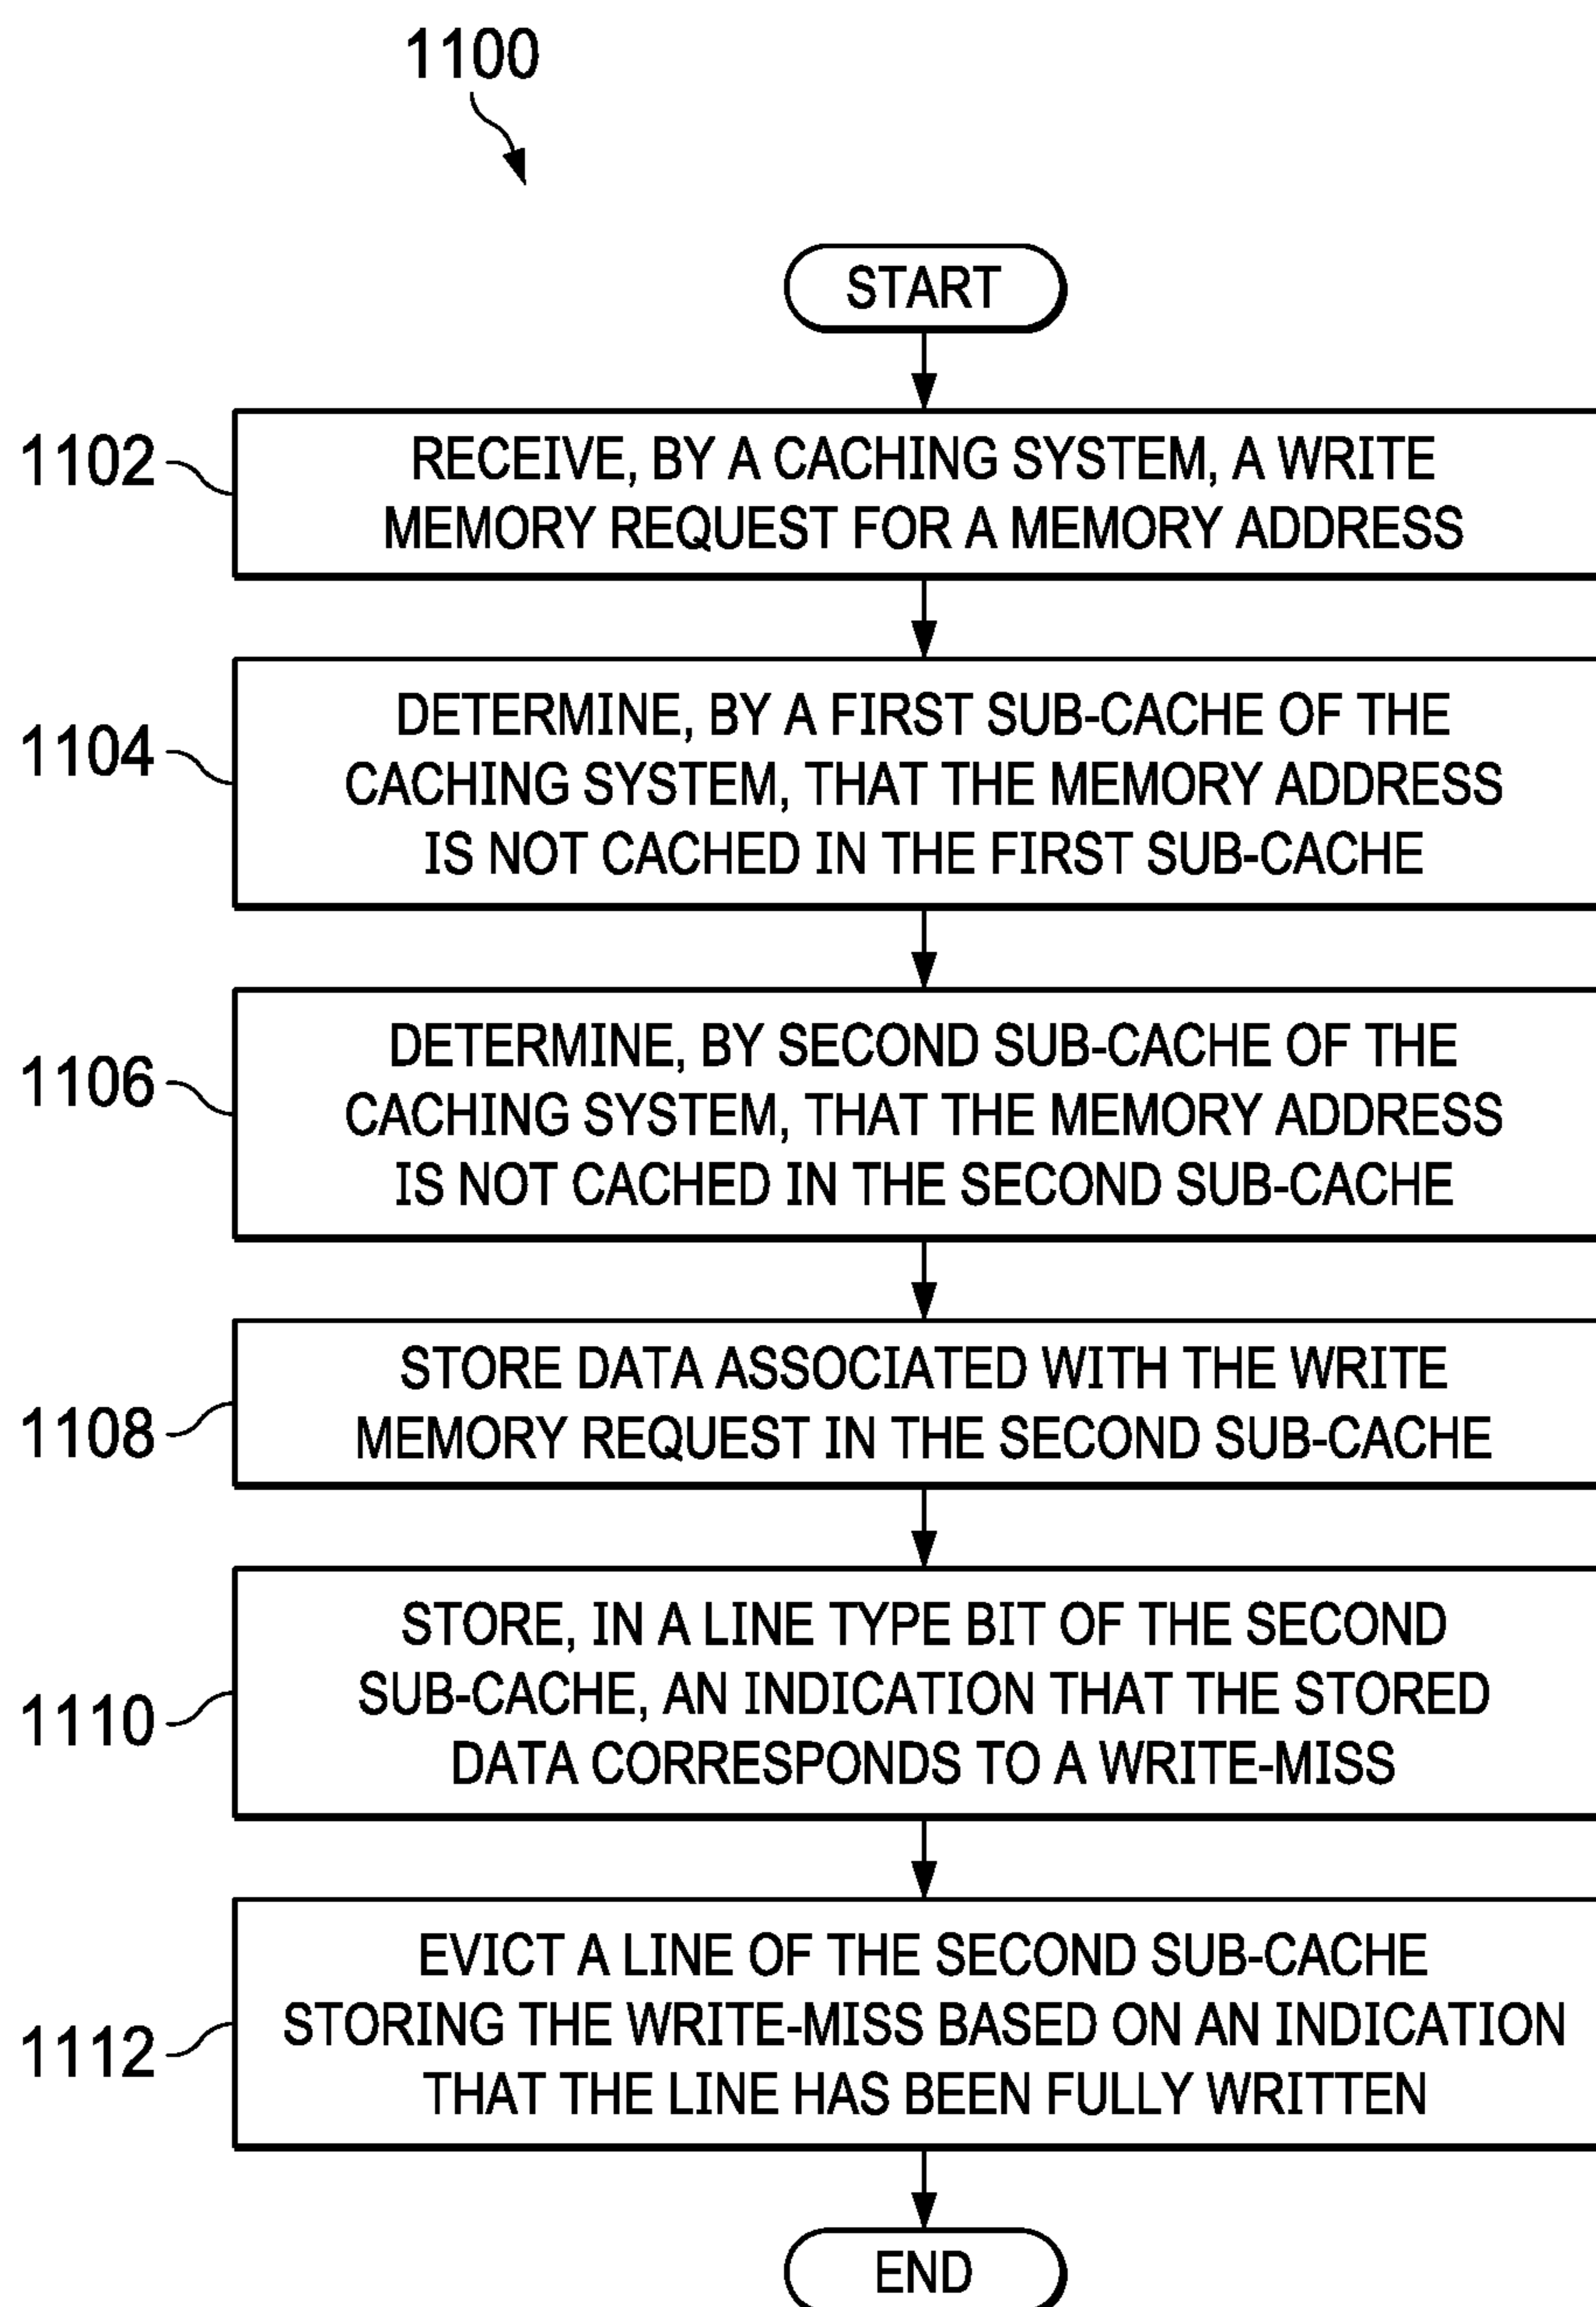 1100
START
1102
RECEIVE, BY A CACHING SYSTEM, A WRITE
MEMORY REQUEST FOR A MEMORY ADDRESS
1104
DETERMINE, BY A FIRST SUB-CACHE OF THE
CACHING SYSTEM, THAT THE MEMORY ADDRESS
IS NOT CACHED IN THE FIRST SUB-CACHE
1106
DETERMINE, BY SECOND SUB-CACHE OF THE
CACHING SYSTEM, THAT THE MEMORY ADDRESS
IS NOT CACHED IN THE SECOND SUB-CACHE
1108
STORE DATA ASSOCIATED WITH THE WRITE
MEMORY REQUEST IN THE SECOND SUB-CACHE
1110
STORE, IN A LINE TYPE BIT OF THE SECOND
SUB-CACHE, AN INDICATION THAT THE STORED
DATA CORRESPONDS TO A WRITE-MISS
1112
EVICT A LINE OF THE SECOND SUB-CACHE
STORING THE WRITE-MISS BASED ON AN INDICATION
THAT THE LINE HAS BEEN FULLY WRITTEN
END